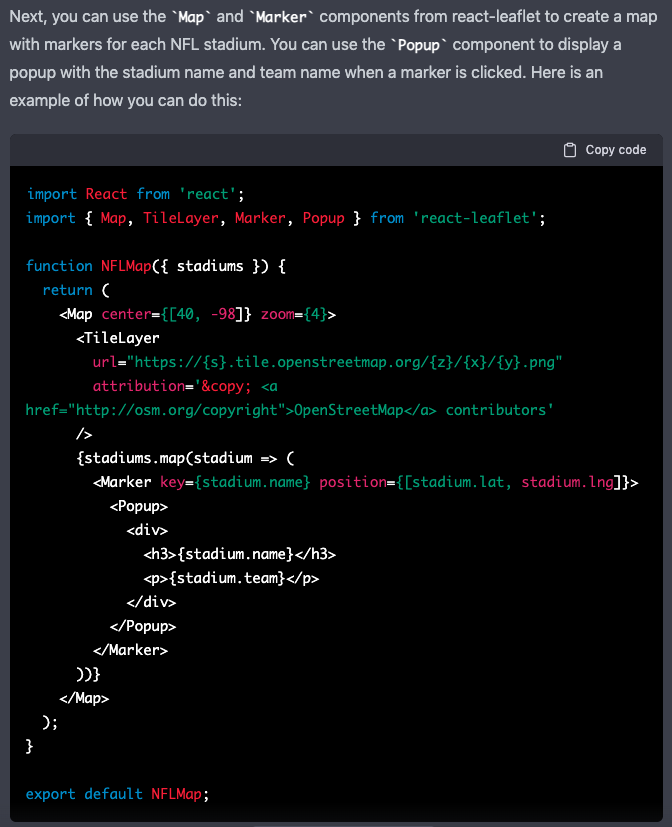 Next, you can use the `Map` and `Marker` components from react-leaflet to create a map
with markers for each NFL stadium. You can use the `Popup` component to display a
popup with the stadium name and team name when a marker is clicked. Here is an
example of how you can do this:
Copy code
import React from 'react';
import { Map, TileLayer, Marker, Popup } from 'react-leaflet';
function NFLMap({ stadiums }) {
  return (
    <Map center={[40, -98]} zoom={4}>
      <TileLayer
        url="https://{s}.tile.openstreetmap.org/{z}/{x}/{y}.png"
        attribution='&copy; <a
href="http://osm.org/copyright">OpenStreetMap</a> contributors'
      />
      {stadiums.map(stadium => (
        <Marker key={stadium.name} position={[stadium.lat, stadium.lng]}>
          <Popup>
            <div>
              <h3>{stadium.name}</h3>
              <p>{stadium.team}</p>
            </div>
          </Popup>
        </Marker>
      ))}
    </Map>
  );
}
export default NFLMap;